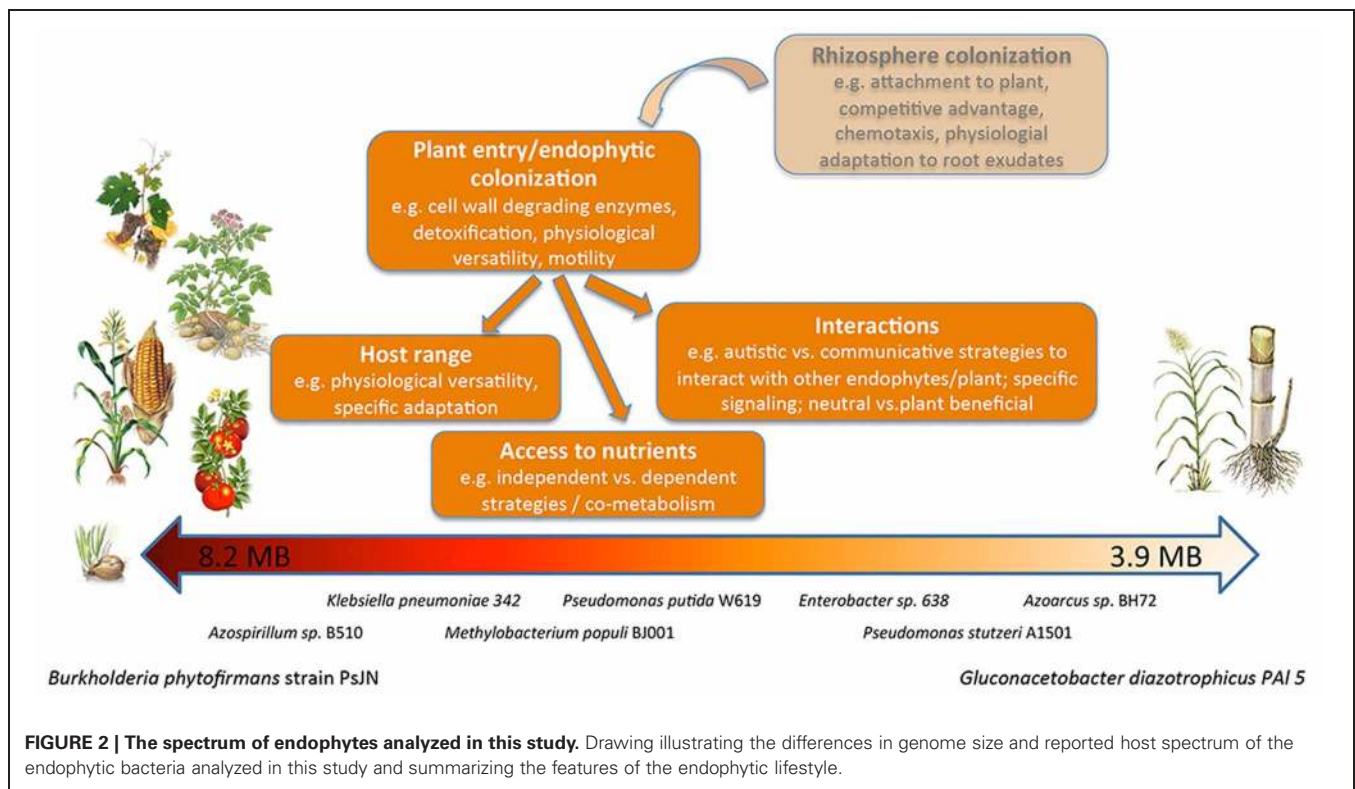 Rhizosphere colonization
e.g. attachment to plant,
competitive advantage,
chemotaxis, physiologial
adaptation to root exudates
Plant entry/endophytic
colonization
e.g. cell wall degrading enzymes,
detoxification, physiological
versatility, motility
Host range
e.g. physiological versatility,
specific adaptation
Interactions
e.g. autistic vs. communicative strategies to
interact with other endophytes/plant; specific
signaling; neutral vs.plant beneficial
Access to nutrients
e.g. independent vs. dependent
strategies / co-metabolism
8.2 MB
3.9 MB
Klebsiella pneumoniae 342
Pseudomonas putida W619
Enterobacter sp. 638
Azoarcus sp. BH72
Azospirillum sp. B510
Methylobacterium populi BJ001
Pseudomonas stutzeri A1501
Burkholderia phytofirmans strain PsJN
Gluconacetobacter diazotrophicus PAl 5
FIGURE 2 | The spectrum of endophytes analyzed in this study. Drawing illustrating the differences in genome size and reported host spectrum of the
endophytic bacteria analyzed in this study and summarizing the features of the endophytic lifestyle.